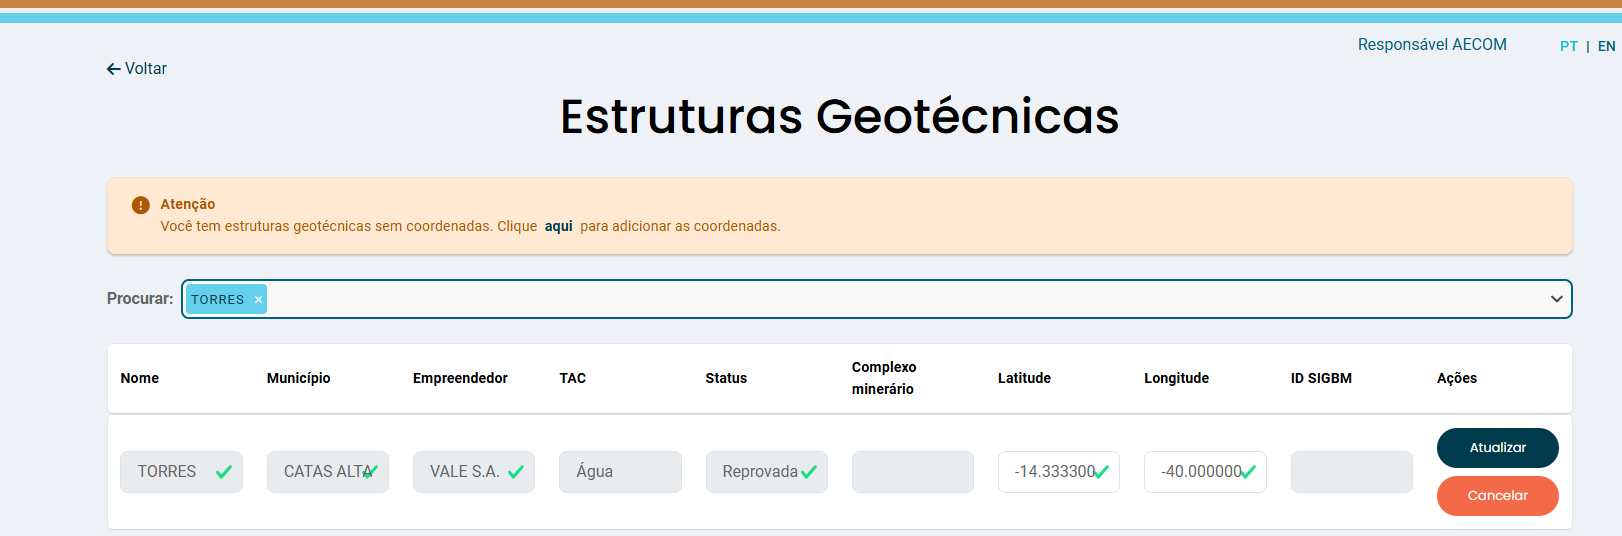 Responsável AECOM
PT | EN
Voltar
Estruturas Geotécnicas
Atenção
Você tem estruturas geotécnicas sem coordenadas. Clique aqui para adicionar as coordenadas.
Procurar: TORRES ×
Nome Município Empreendedor TAC Status Complexo minerário Latitude Longitude ID SIGBM Ações
TORRES CATAS ALTA VALE S.A. Água Reprovada -14.333300 -40.000000
Atualizar
Cancelar